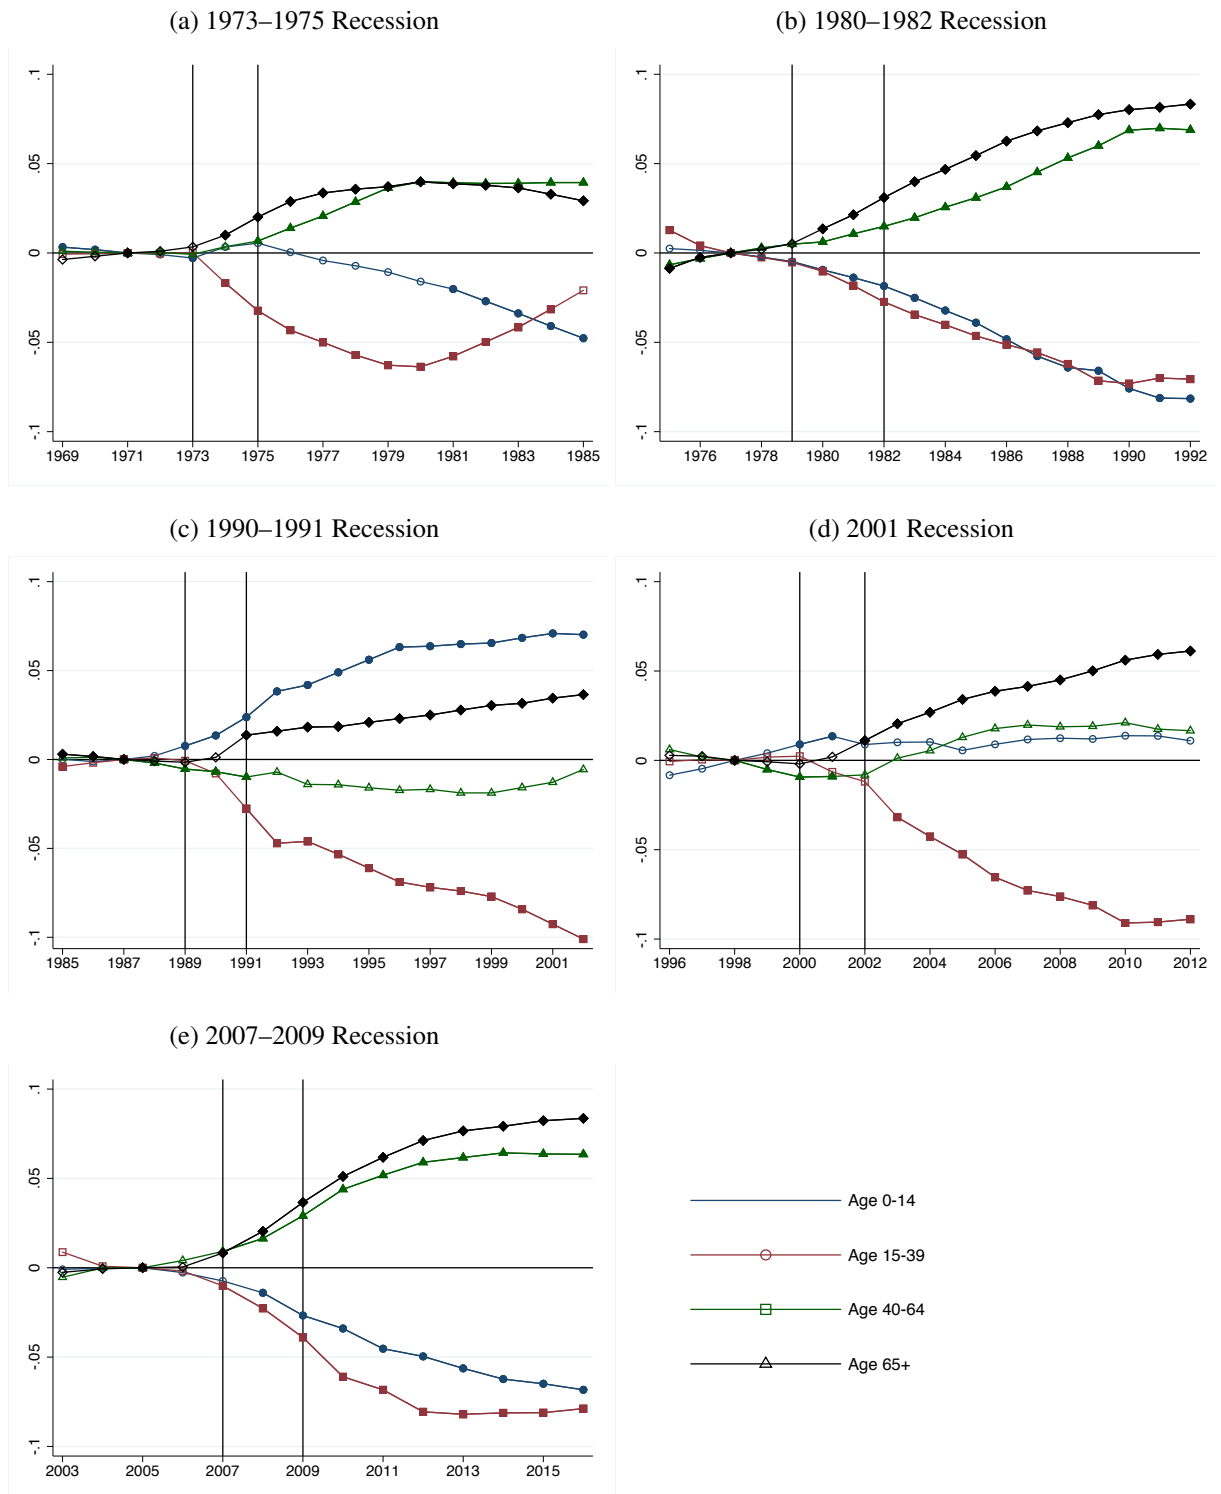 (a) 1973–1975 Recession
.1
.05
0
-.05
-.1
1969 1971 1973 1975 1977 1979 1981 1983 1985
(b) 1980–1982 Recession
.1
.05
0
-.05
-.1
1976 1978 1980 1982 1984 1986 1988 1990 1992
(c) 1990–1991 Recession
.1
.05
0
-.05
-.1
1985 1987 1989 1991 1993 1995 1997 1999 2001
(d) 2001 Recession
.1
.05
0
-.05
-.1
1996 1998 2000 2002 2004 2006 2008 2010 2012
(e) 2007–2009 Recession
.1
.05
0
-.05
-.1
2003 2005 2007 2009 2011 2013 2015
Age 0-14
Age 15-39
Age 40-64
Age 65+